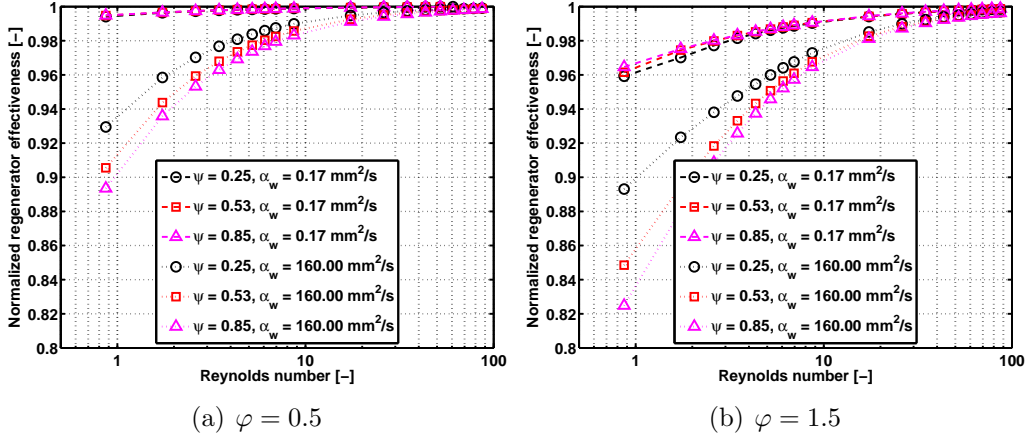 Normalized regenerator effectiveness [−]
1
0.98
0.96
0.94
0.92
0.9
0.88
0.86
0.84
0.82
0.8
ψ = 0.25, α_w = 0.17 mm²/s
ψ = 0.53, α_w = 0.17 mm²/s
ψ = 0.85, α_w = 0.17 mm²/s
ψ = 0.25, α_w = 160.00 mm²/s
ψ = 0.53, α_w = 160.00 mm²/s
ψ = 0.85, α_w = 160.00 mm²/s
1 10 100
Reynolds number [−]
(a) φ = 0.5
Normalized regenerator effectiveness [−]
1
0.98
0.96
0.94
0.92
0.9
0.88
0.86
0.84
0.82
0.8
ψ = 0.25, α_w = 0.17 mm²/s
ψ = 0.53, α_w = 0.17 mm²/s
ψ = 0.85, α_w = 0.17 mm²/s
ψ = 0.25, α_w = 160.00 mm²/s
ψ = 0.53, α_w = 160.00 mm²/s
ψ = 0.85, α_w = 160.00 mm²/s
1 10 100
Reynolds number [−]
(b) φ = 1.5